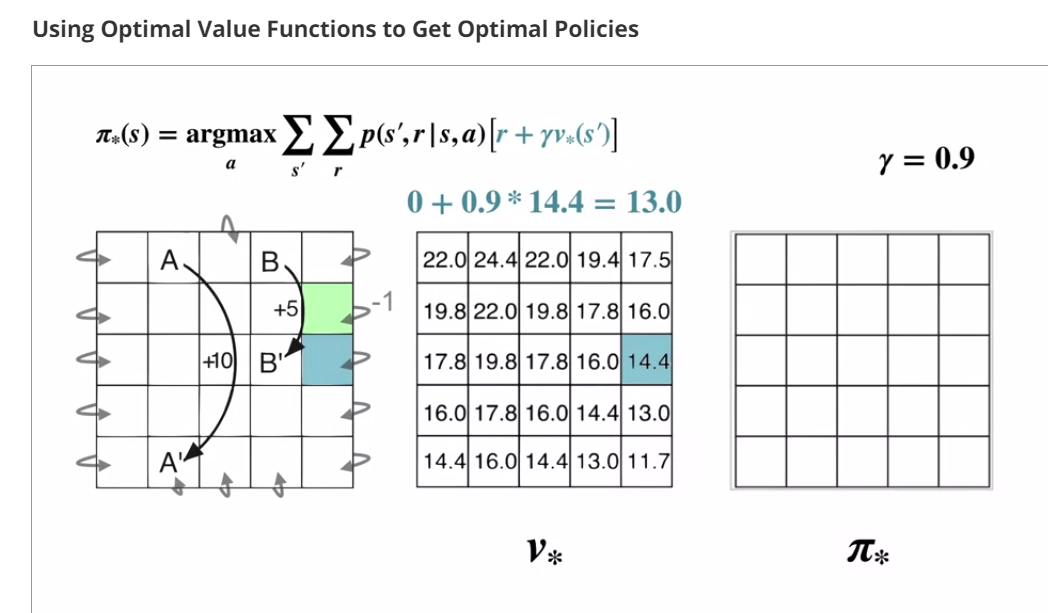 Using Optimal Value Functions to Get Optimal Policies
π*(s) = argmax Σ Σ p(s′, r | s, a)[r + γv*(s′)]
a s′ r
γ = 0.9
0 + 0.9 * 14.4 = 13.0
A B
+5 -1
+10 B'
A'
22.0 24.4 22.0 19.4 17.5
19.8 22.0 19.8 17.8 16.0
17.8 19.8 17.8 16.0 14.4
16.0 17.8 16.0 14.4 13.0
14.4 16.0 14.4 13.0 11.7
v*
π*